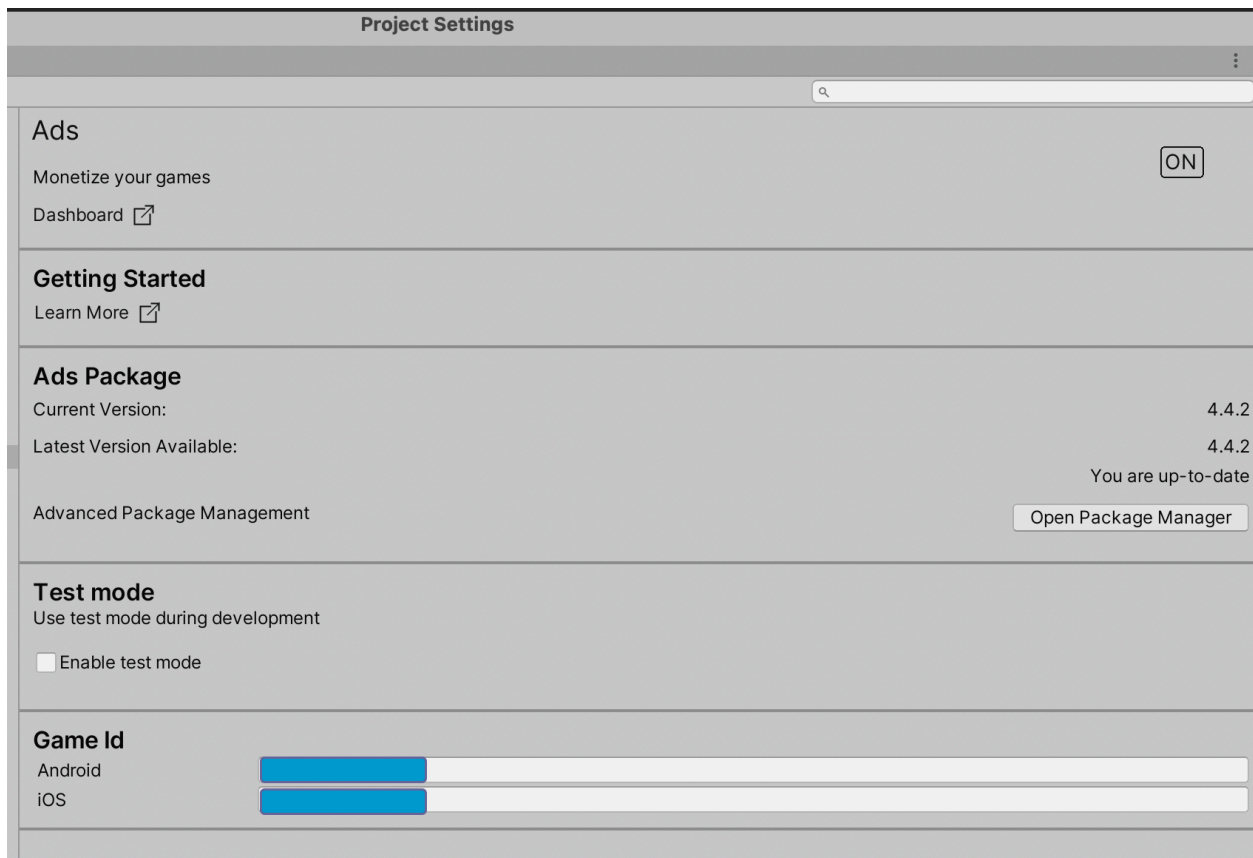 Project Settings
Ads
ON
Monetize your games
Dashboard
Getting Started
Learn More
Ads Package
Current Version: 4.4.2
Latest Version Available: 4.4.2
You are up-to-date
Advanced Package Management Open Package Manager
Test mode
Use test mode during development
Enable test mode
Game Id
Android
iOS